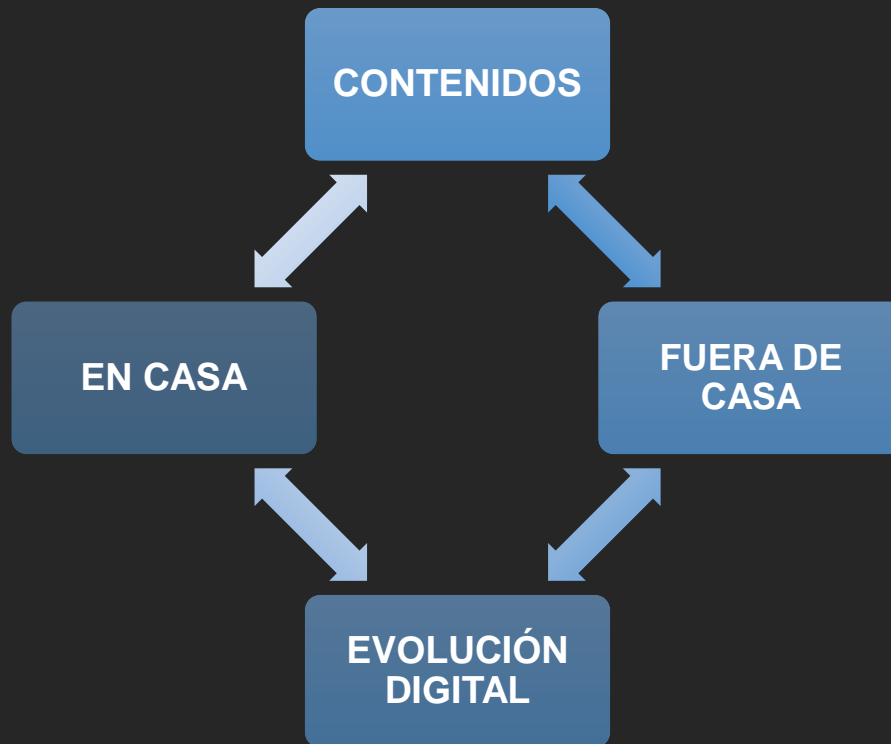 CONTENIDOS
EN CASA
FUERA DE
CASA
EVOLUCIÓN
DIGITAL